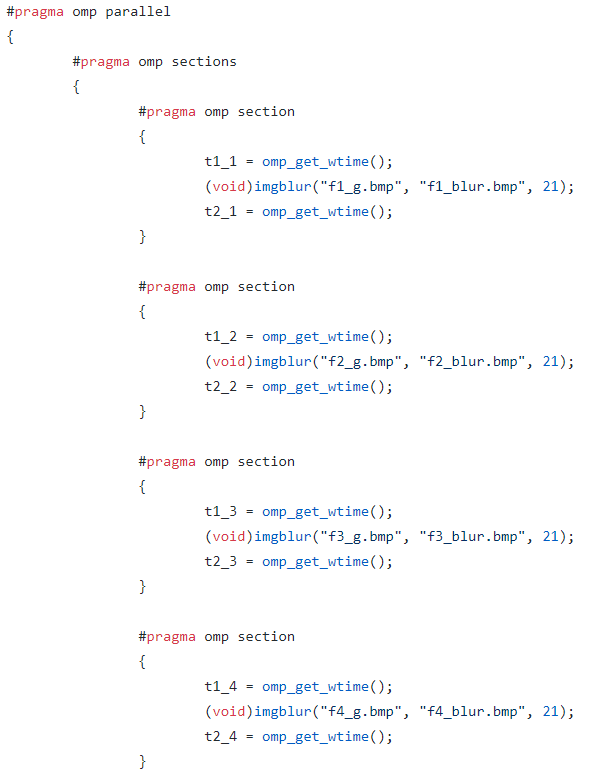 #pragma omp parallel
{
        #pragma omp sections
        {
                #pragma omp section
                {
                        t1_1 = omp_get_wtime();
                        (void)imgblur("f1_g.bmp", "f1_blur.bmp", 21);
                        t2_1 = omp_get_wtime();
                }

                #pragma omp section
                {
                        t1_2 = omp_get_wtime();
                        (void)imgblur("f2_g.bmp", "f2_blur.bmp", 21);
                        t2_2 = omp_get_wtime();
                }

                #pragma omp section
                {
                        t1_3 = omp_get_wtime();
                        (void)imgblur("f3_g.bmp", "f3_blur.bmp", 21);
                        t2_3 = omp_get_wtime();
                }

                #pragma omp section
                {
                        t1_4 = omp_get_wtime();
                        (void)imgblur("f4_g.bmp", "f4_blur.bmp", 21);
                        t2_4 = omp_get_wtime();
                }